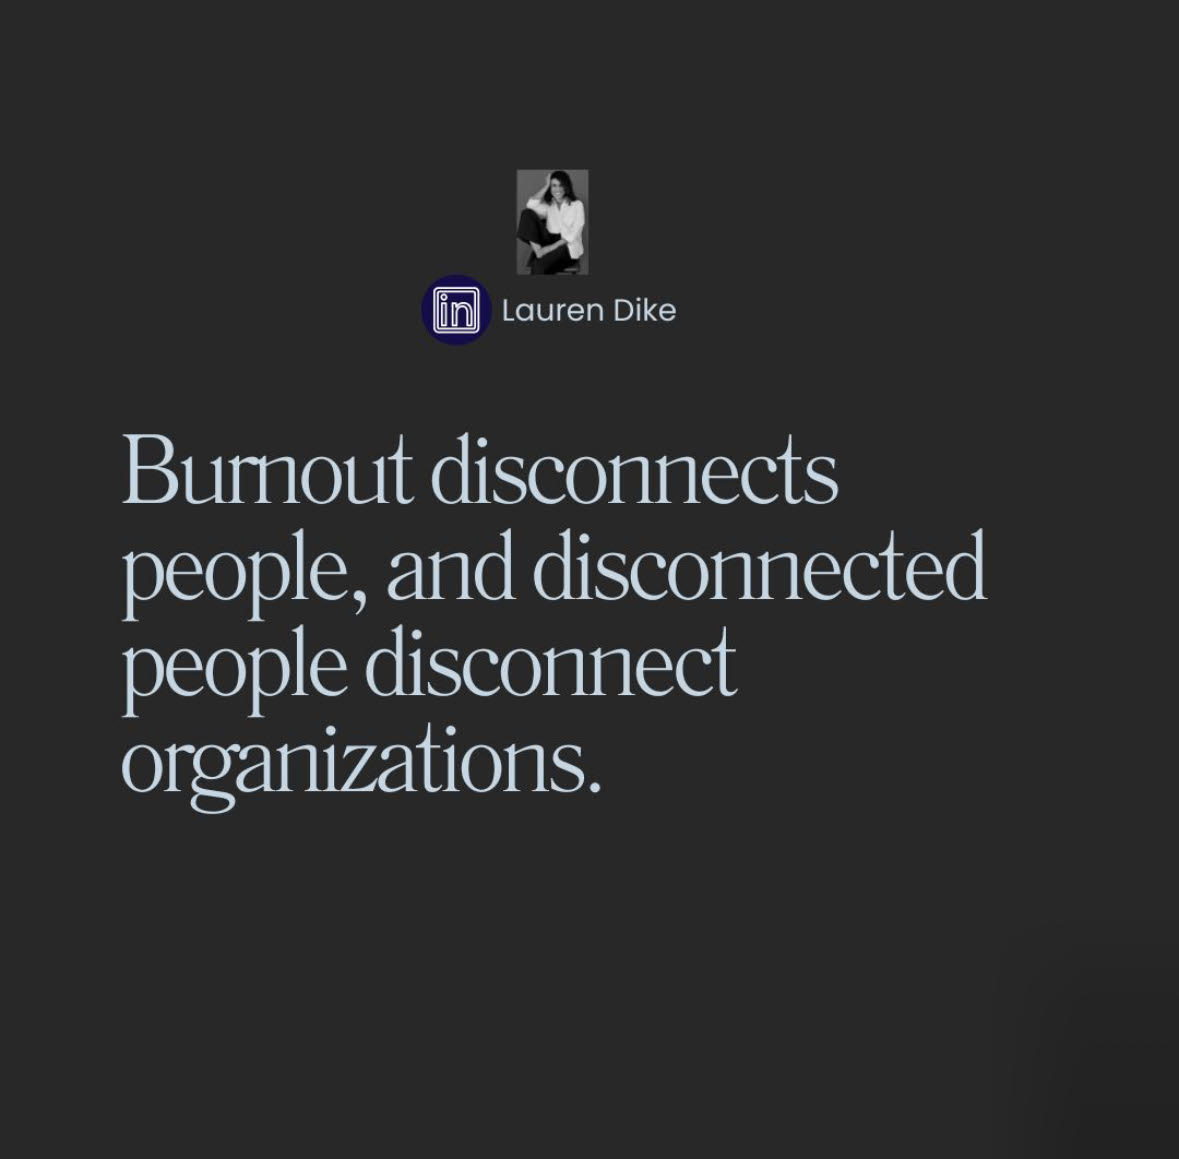 in Lauren Dike
Burnout disconnects
people, and disconnected
people disconnect
organizations.